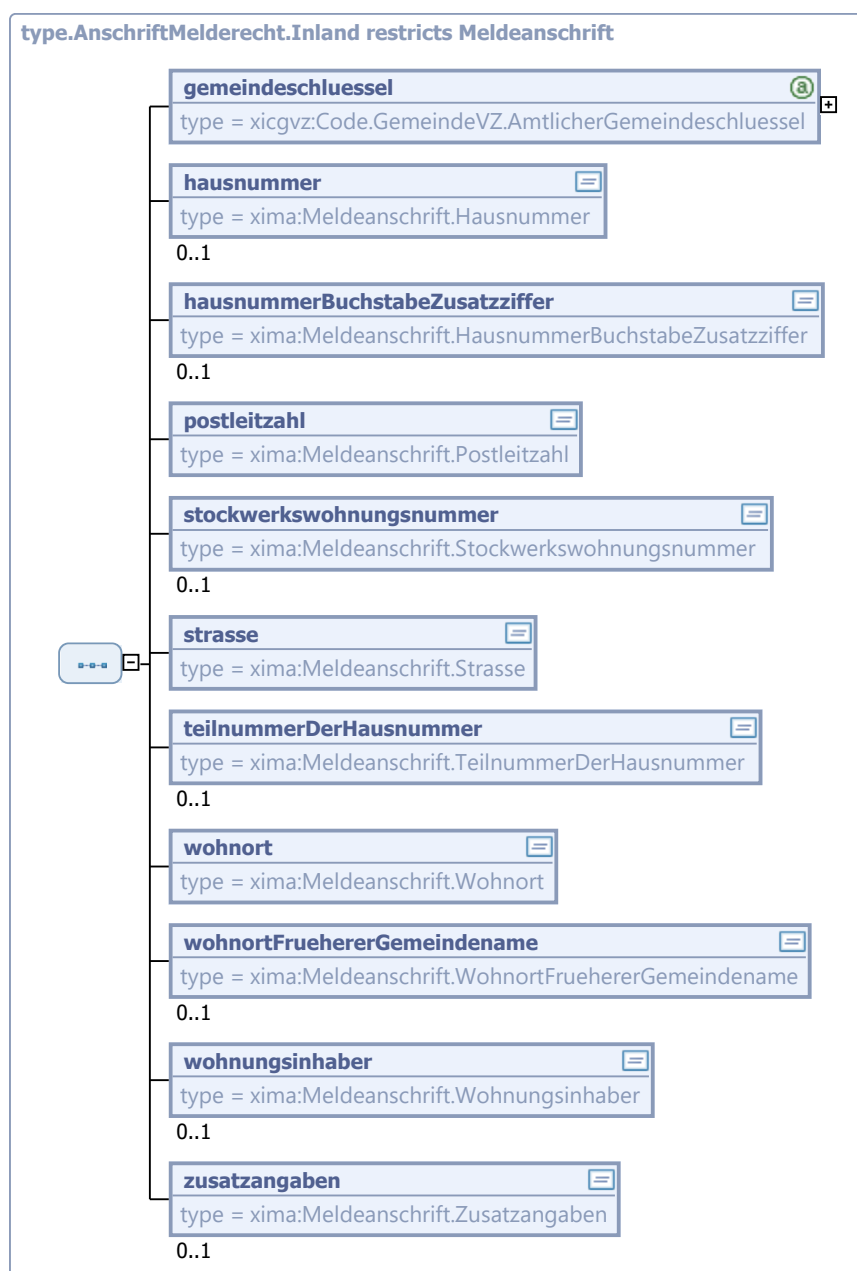 type.AnschriftMelderecht.Inland restricts Meldeanschrift
gemeindeschluessel
type = xicgvz:Code.GemeindeVZ.AmtlicherGemeindeschluessel
hausnummer
type = xima:Meldeanschrift.Hausnummer
0..1
hausnummerBuchstabeZusatzziffer
type = xima:Meldeanschrift.HausnummerBuchstabeZusatzziffer
0..1
postleitzahl
type = xima:Meldeanschrift.Postleitzahl
stockwerkswohnungsnummer
type = xima:Meldeanschrift.Stockwerkswohnungsnummer
0..1
strasse
type = xima:Meldeanschrift.Strasse
teilnummerDerHausnummer
type = xima:Meldeanschrift.TeilnummerDerHausnummer
0..1
wohnort
type = xima:Meldeanschrift.Wohnort
wohnortFruehererGemeindename
type = xima:Meldeanschrift.WohnortFruehererGemeindename
0..1
wohnungsinhaber
type = xima:Meldeanschrift.Wohnungsinhaber
0..1
zusatzangaben
type = xima:Meldeanschrift.Zusatzangaben
0..1